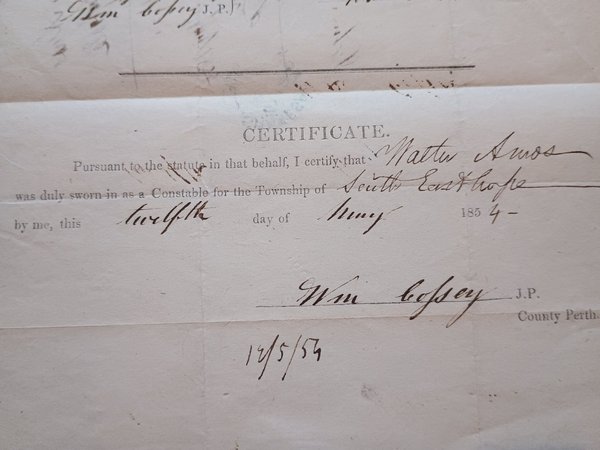 Wm Cossey J.P.
CERTIFICATE.
Pursuant to the statute in that behalf, I certify that Walter Amos
was duly sworn in as a Constable for the Township of South Easthope
by me, this twelfth day of May 1854
Wm Cossey J.P.
County Perth.
12/5/54